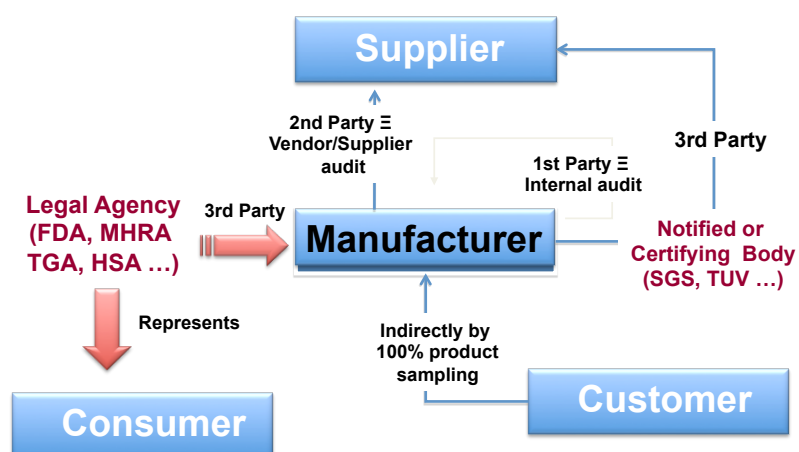 Supplier
2nd Party Ξ
Vendor/Supplier
audit
3rd Party
1st Party Ξ
Internal audit
Legal Agency
(FDA, MHRA
TGA, HSA ...)
3rd Party
Manufacturer
Notified or
Certifying Body
(SGS, TUV ...)
Represents
Indirectly by
100% product
sampling
Consumer
Customer